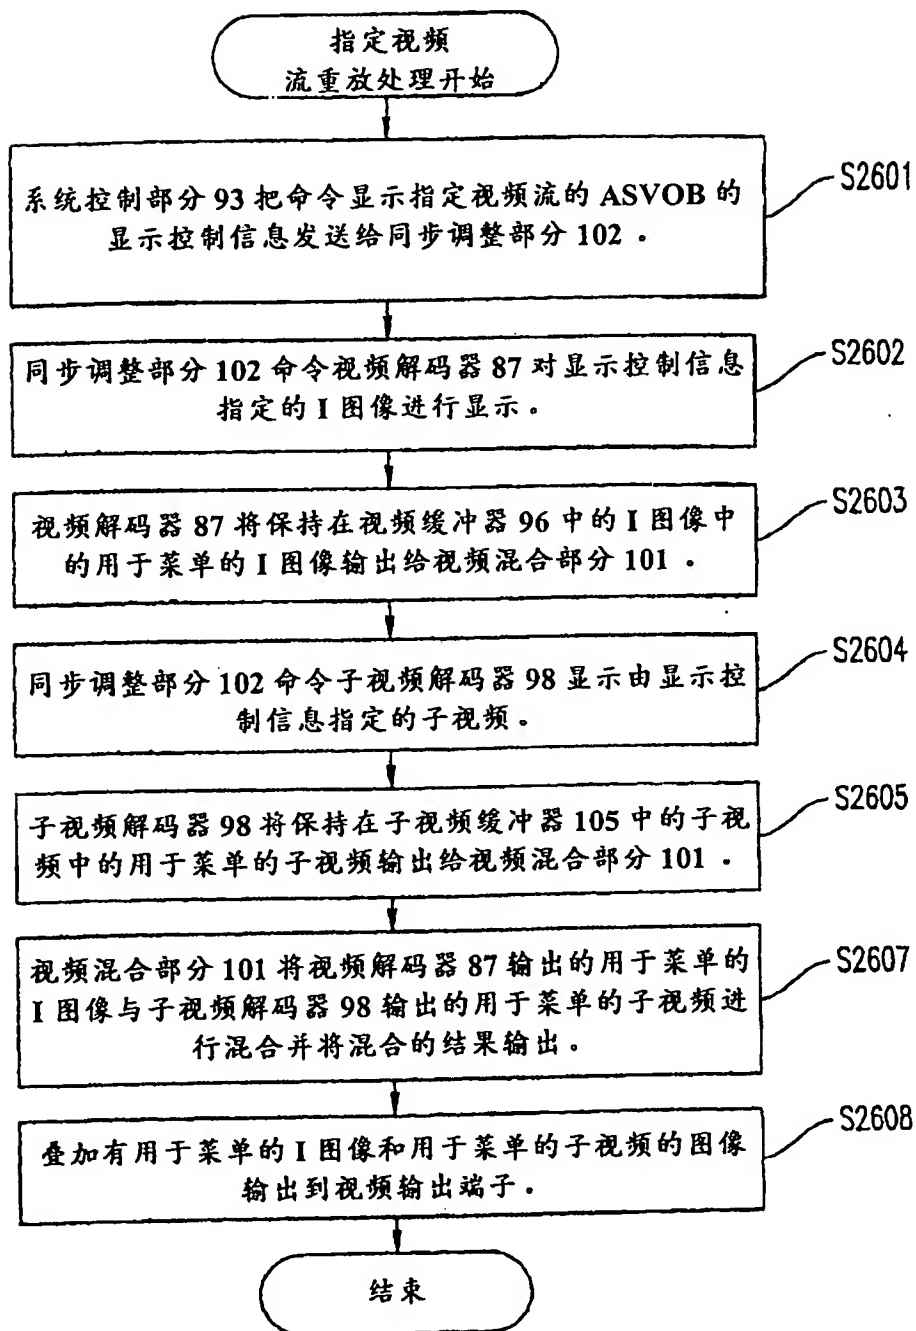 指定视频
流重放处理开始
系统控制部分 93 把命令显示指定视频流的 ASVOB 的
显示控制信息发送给同步调整部分 102 。
S2601
同步调整部分 102 命令视频解码器 87 对显示控制信息
指定的 I 图像进行显示。
S2602
视频解码器 87 将保持在视频缓冲器 96 中的 I 图像中
的用于菜单的 I 图像输出给视频混合部分 101 。
S2603
同步调整部分 102 命令子视频解码器 98 显示由显示控
制信息指定的子视频。
S2604
子视频解码器 98 将保持在子视频缓冲器 105 中的子视
频中的用于菜单的子视频输出给视频混合部分 101 。
S2605
视频混合部分 101 将视频解码器 87 输出的用于菜单的
I 图像与子视频解码器 98 输出的用于菜单的子视频进
行混合并将混合的结果输出。
S2607
叠加有用于菜单的 I 图像和用于菜单的子视频的图像
输出到视频输出端子。
S2608
结束